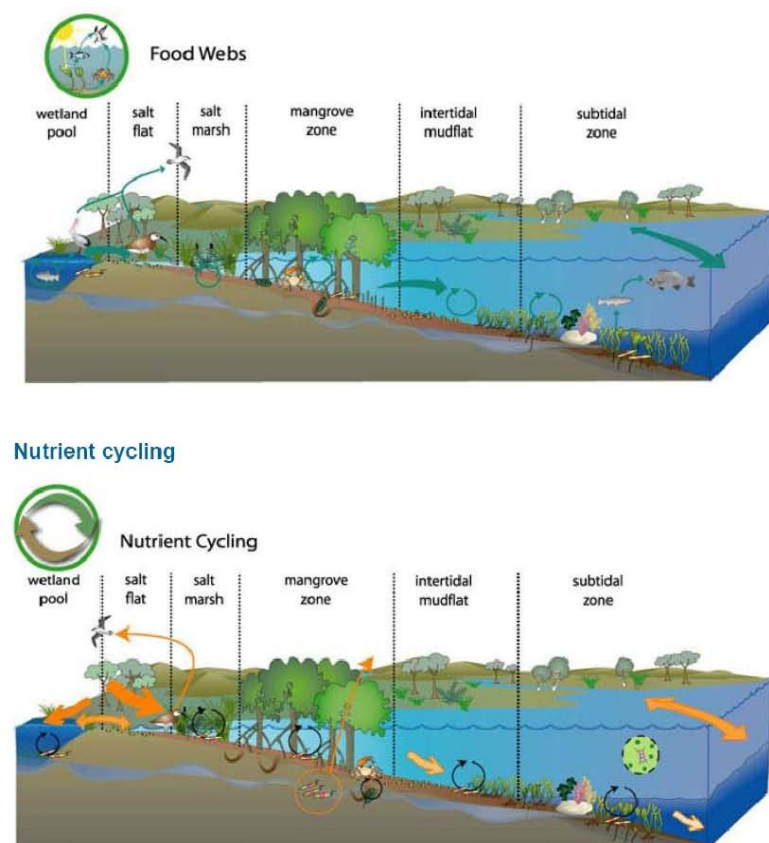 Food Webs
wetland pool
salt flat
salt marsh
mangrove zone
intertidal mudflat
subtidal zone
Nutrient cycling
Nutrient Cycling
wetland pool
salt flat
salt marsh
mangrove zone
intertidal mudflat
subtidal zone